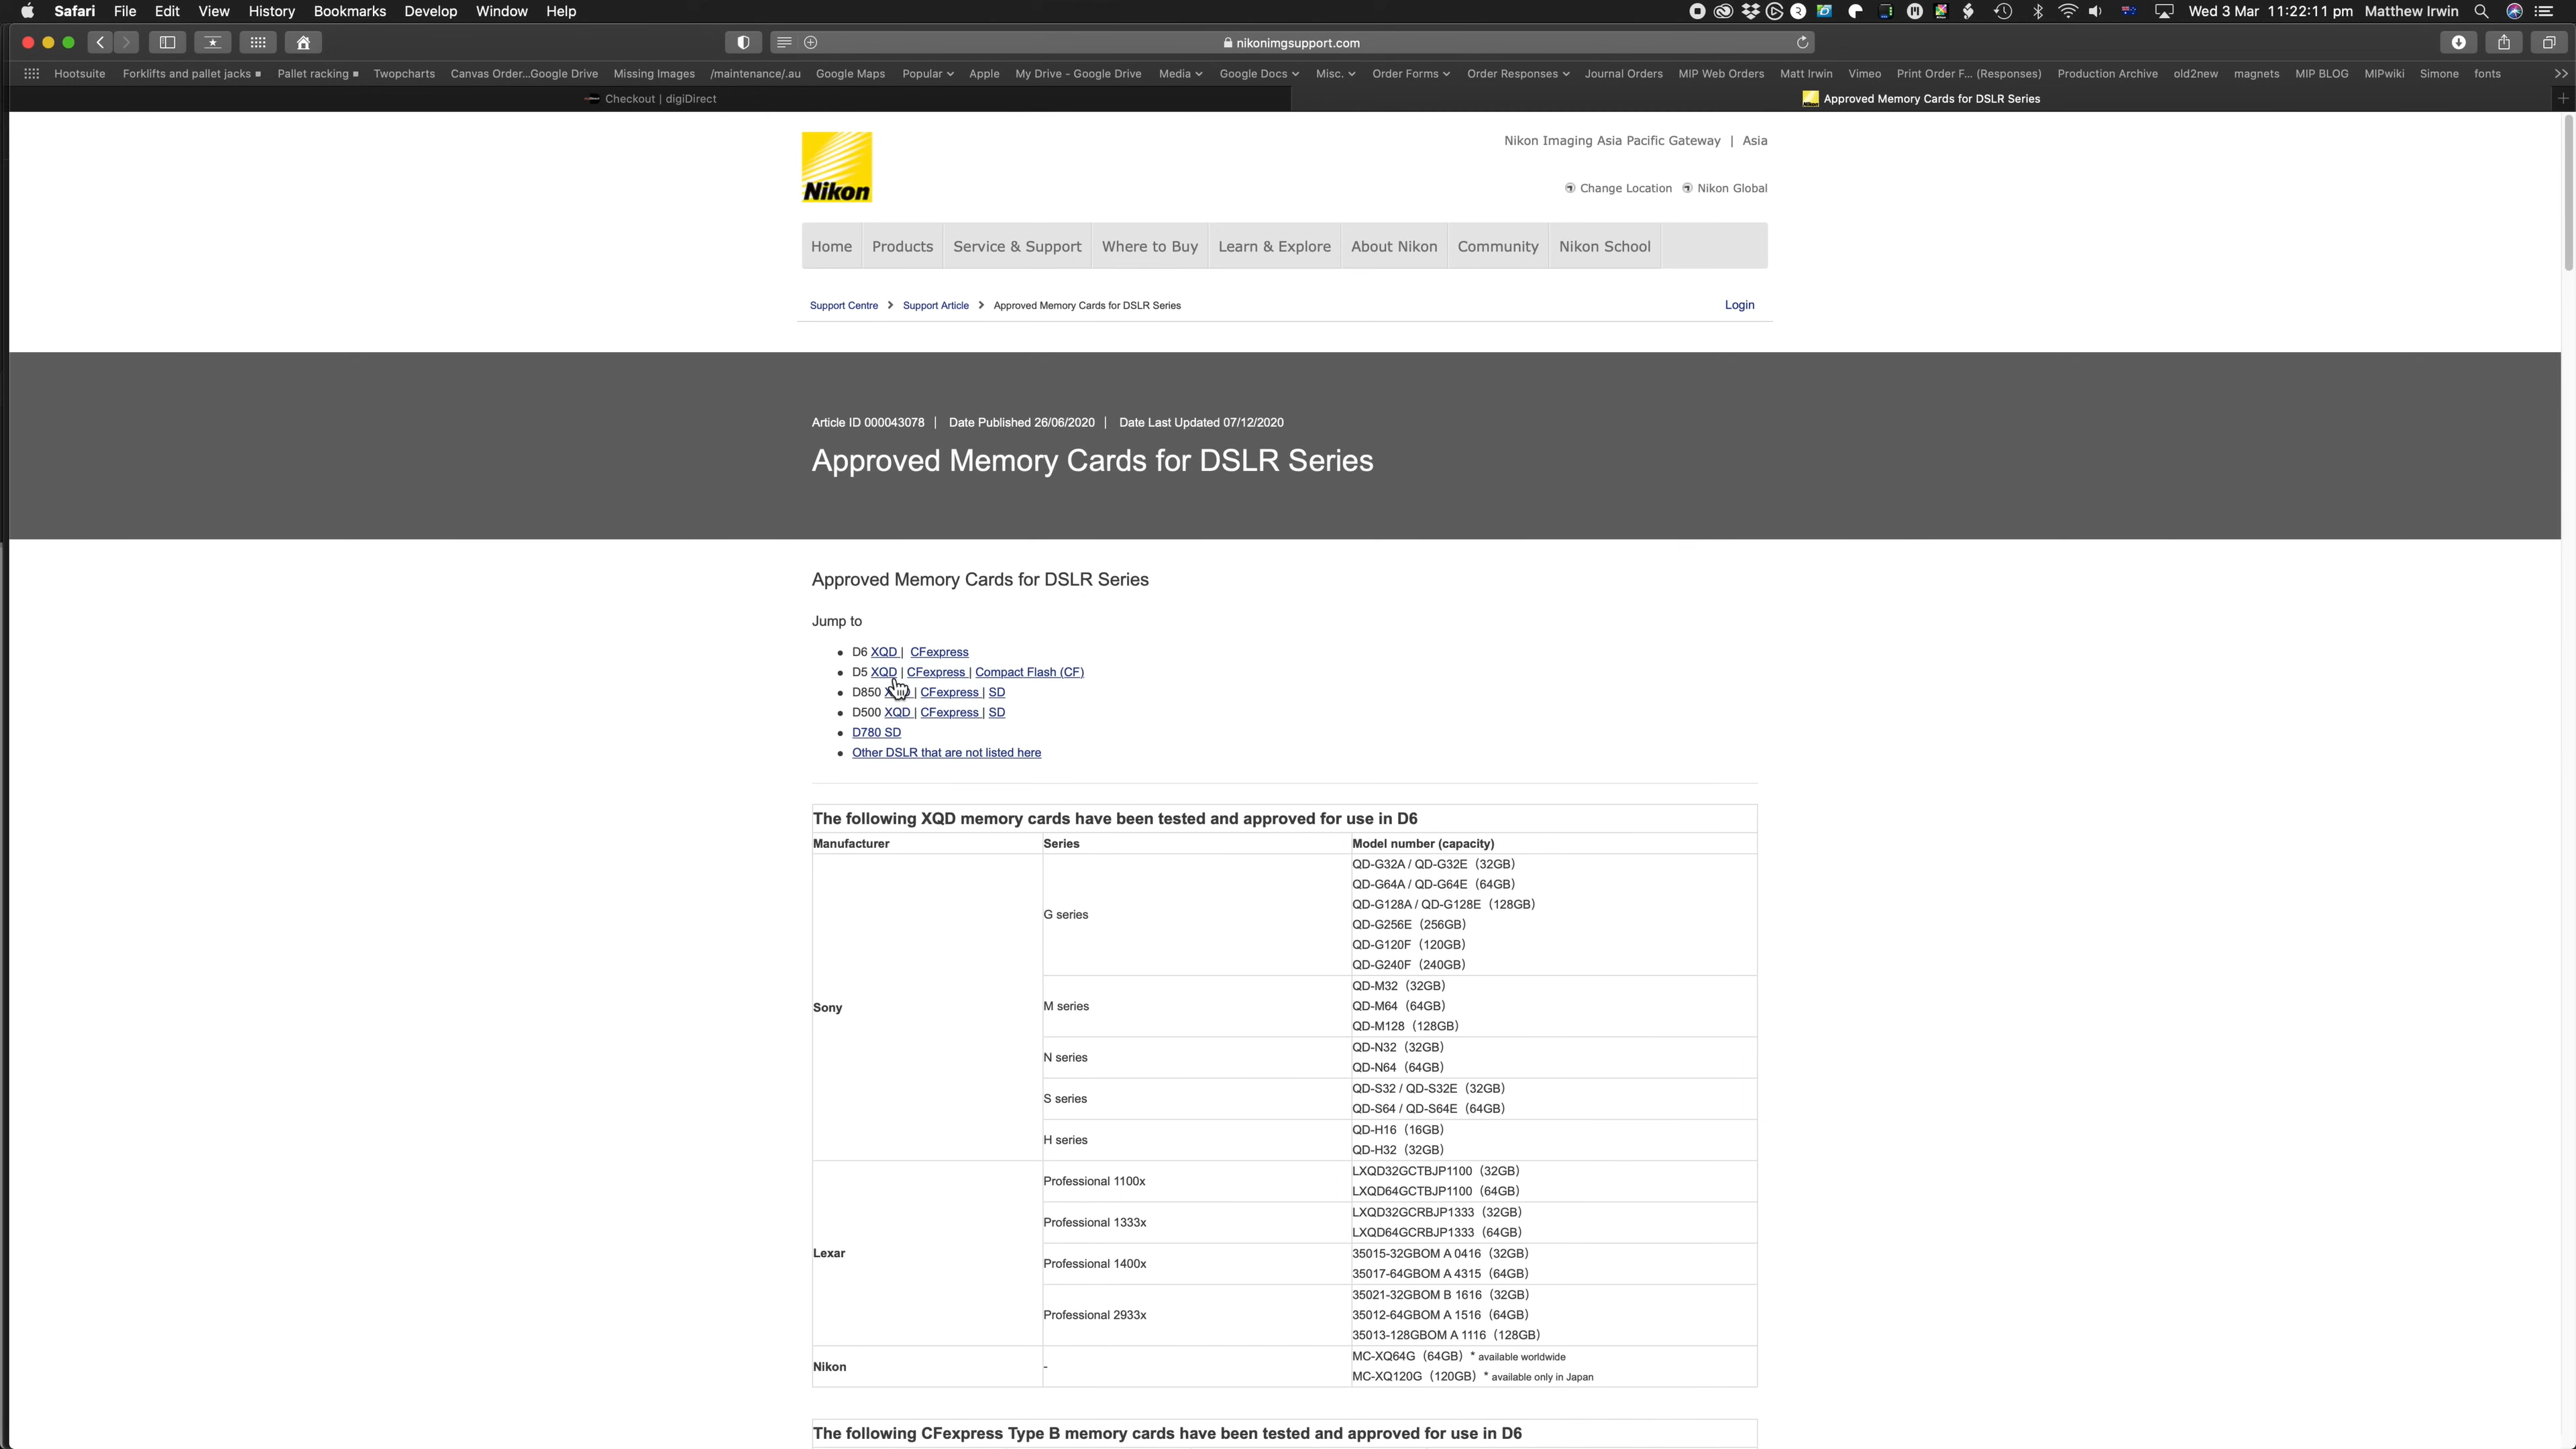 Safari File Edit View History Bookmarks Develop Window Help
Wed 3 Mar 11:22:11 pm Matthew Irwin
nikonimgsupport.com
Hootsuite Forklifts and pallet jacks Pallet racking Twopcharts Canvas Order...Google Drive Missing Images /maintenance/.au Google Maps Popular Apple My Drive - Google Drive Media Google Docs Misc. Order Forms Order Responses Journal Orders MIP Web Orders Matt Irwin Vimeo Print Order F... (Responses) Production Archive old2new magnets MIP BLOG MIPwiki Simone fonts
Checkout | digiDirect
Approved Memory Cards for DSLR Series
Nikon
Nikon Imaging Asia Pacific Gateway | Asia
Change Location Nikon Global
Home Products Service & Support Where to Buy Learn & Explore About Nikon Community Nikon School
Support Centre > Support Article > Approved Memory Cards for DSLR Series
Login
Article ID 000043078 | Date Published 26/06/2020 | Date Last Updated 07/12/2020
Approved Memory Cards for DSLR Series
Approved Memory Cards for DSLR Series
Jump to
D6 XQD | CFexpress
D5 XQD | CFexpress | Compact Flash (CF)
D850 | CFexpress | SD
D500 XQD | CFexpress | SD
D780 SD
Other DSLR that are not listed here
The following XQD memory cards have been tested and approved for use in D6
Manufacturer Series Model number (capacity)
Sony
G series
QD-G32A / QD-G32E (32GB)
QD-G64A / QD-G64E (64GB)
QD-G128A / QD-G128E (128GB)
QD-G256E (256GB)
QD-G120F (120GB)
QD-G240F (240GB)
M series
QD-M32 (32GB)
QD-M64 (64GB)
QD-M128 (128GB)
N series
QD-N32 (32GB)
QD-N64 (64GB)
S series
QD-S32 / QD-S32E (32GB)
QD-S64 / QD-S64E (64GB)
H series
QD-H16 (16GB)
QD-H32 (32GB)
Lexar
Professional 1100x
LXQD32GCTBJP1100 (32GB)
LXQD64GCTBJP1100 (64GB)
Professional 1333x
LXQD32GCRBJP1333 (32GB)
LXQD64GCRBJP1333 (64GB)
Professional 1400x
35015-32GBOM A 0416 (32GB)
35017-64GBOM A 4315 (64GB)
Professional 2933x
35021-32GBOM B 1616 (32GB)
35012-64GBOM A 1516 (64GB)
35013-128GBOM A 1116 (128GB)
Nikon
-
MC-XQ64G (64GB) * available worldwide
MC-XQ120G (120GB) * available only in Japan
The following CFexpress Type B memory cards have been tested and approved for use in D6